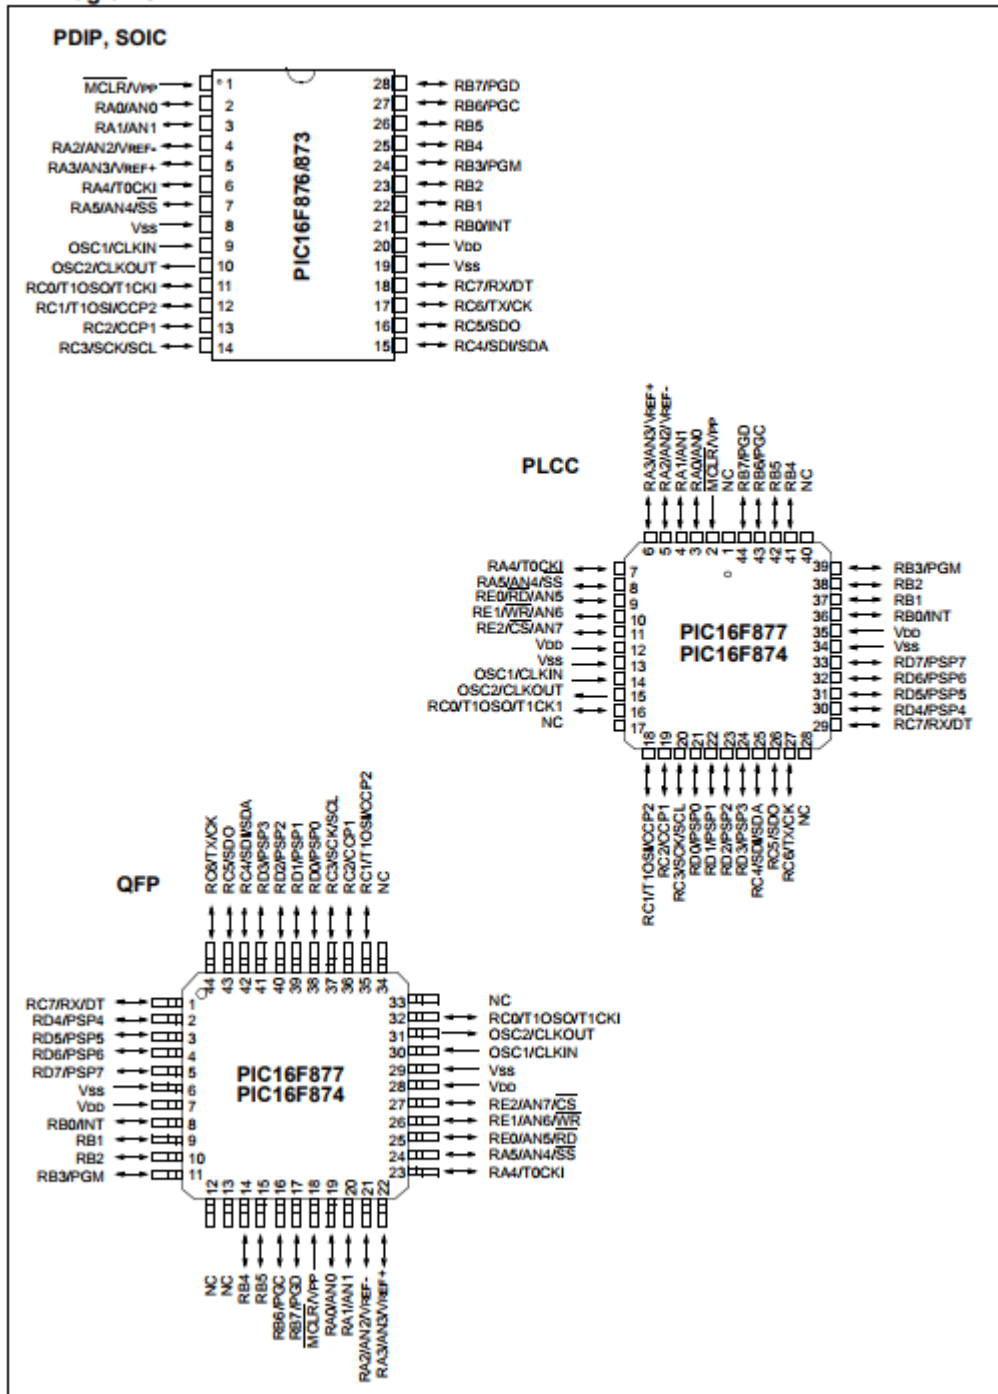 PDIP, SOIC
MCLR/VPP 1
RA0/AN0 2
RA1/AN1 3
RA2/AN2/VREF- 4
RA3/AN3/VREF+ 5
RA4/T0CKI 6
RA5/AN4/SS 7
VSS 8
OSC1/CLKIN 9
OSC2/CLKOUT 10
RC0/T1OSO/T1CKI 11
RC1/T1OSI/CCP2 12
RC2/CCP1 13
RC3/SCK/SCL 14
PIC16F876/873
28 RB7/PGD
27 RB6/PGC
26 RB5
25 RB4
24 RB3/PGM
23 RB2
22 RB1
21 RB0/INT
20 VDD
19 VSS
18 RC7/RX/DT
17 RC6/TX/CK
16 RC5/SDO
15 RC4/SDI/SDA
PLCC
RA3/AN3/VREF+ 6
RA2/AN2/VREF- 5
RA1/AN1 4
RA0/AN0 3
MCLR/VPP 2
NC 1
RB7/PGD 44
RB6/PGC 43
RB5 42
RB4 41
NC 40
RA4/T0CKI 7
RA5/AN4/SS 8
RE0/RD/AN5 9
RE1/WR/AN6 10
RE2/CS/AN7 11
VDD 12
VSS 13
OSC1/CLKIN 14
OSC2/CLKOUT 15
RC0/T1OSO/T1CK1 16
NC 17
PIC16F877
PIC16F874
39 RB3/PGM
38 RB2
37 RB1
36 RB0/INT
35 VDD
34 VSS
33 RD7/PSP7
32 RD6/PSP6
31 RD5/PSP5
30 RD4/PSP4
29 RC7/RX/DT
18 RC1/T1OSI/CCP2
19 RC2/CCP1
20 RC3/SCK/SCL
21 RD0/PSP0
22 RD1/PSP1
23 RD2/PSP2
24 RD3/PSP3
25 RC4/SDI/SDA
26 RC5/SDO
27 RC6/TX/CK
28 NC
QFP
RC6/TX/CK 44
RC5/SDO 43
RC4/SDI/SDA 42
RD3/PSP3 41
RD2/PSP2 40
RD1/PSP1 39
RD0/PSP0 38
RC3/SCK/SCL 37
RC2/CCP1 36
RC1/T1OSI/CCP2 35
NC 34
RC7/RX/DT 1
RD4/PSP4 2
RD5/PSP5 3
RD6/PSP6 4
RD7/PSP7 5
VSS 6
VDD 7
RB0/INT 8
RB1 9
RB2 10
RB3/PGM 11
PIC16F877
PIC16F874
33 NC
32 RC0/T1OSO/T1CKI
31 OSC2/CLKOUT
30 OSC1/CLKIN
29 VSS
28 VDD
27 RE2/AN7/CS
26 RE1/AN6/WR
25 RE0/AN5/RD
24 RA5/AN4/SS
23 RA4/T0CKI
12 NC
13 NC
14 RB4
15 RB5
16 RB6/PGC
17 RB7/PGD
18 MCLR/VPP
19 RA0/AN0
20 RA1/AN1
21 RA2/AN2/VREF-
22 RA3/AN3/VREF+